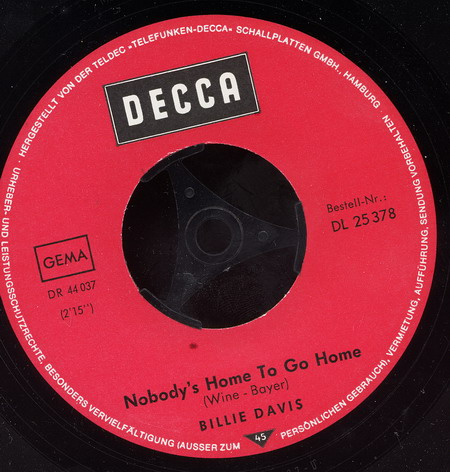 HERGESTELLT VON DER TELDEC »TELEFUNKEN-DECCA« SCHALLPLATTEN GMBH., HAMBURG
DECCA
Bestell-Nr.:
DL 25 378
GEMA
DR 44 037
(2'15'')
Nobody's Home To Go Home
(Wine - Bayer)
BILLIE DAVIS
URHEBER- UND LEISTUNGSSCHUTZRECHTE, BESONDERS VERVIELFÄLTIGUNG (AUSSER ZUM PERSÖNLICHEN GEBRAUCH), VERMIETUNG, AUFFÜHRUNG, SENDUNG VORBEHALTEN
45